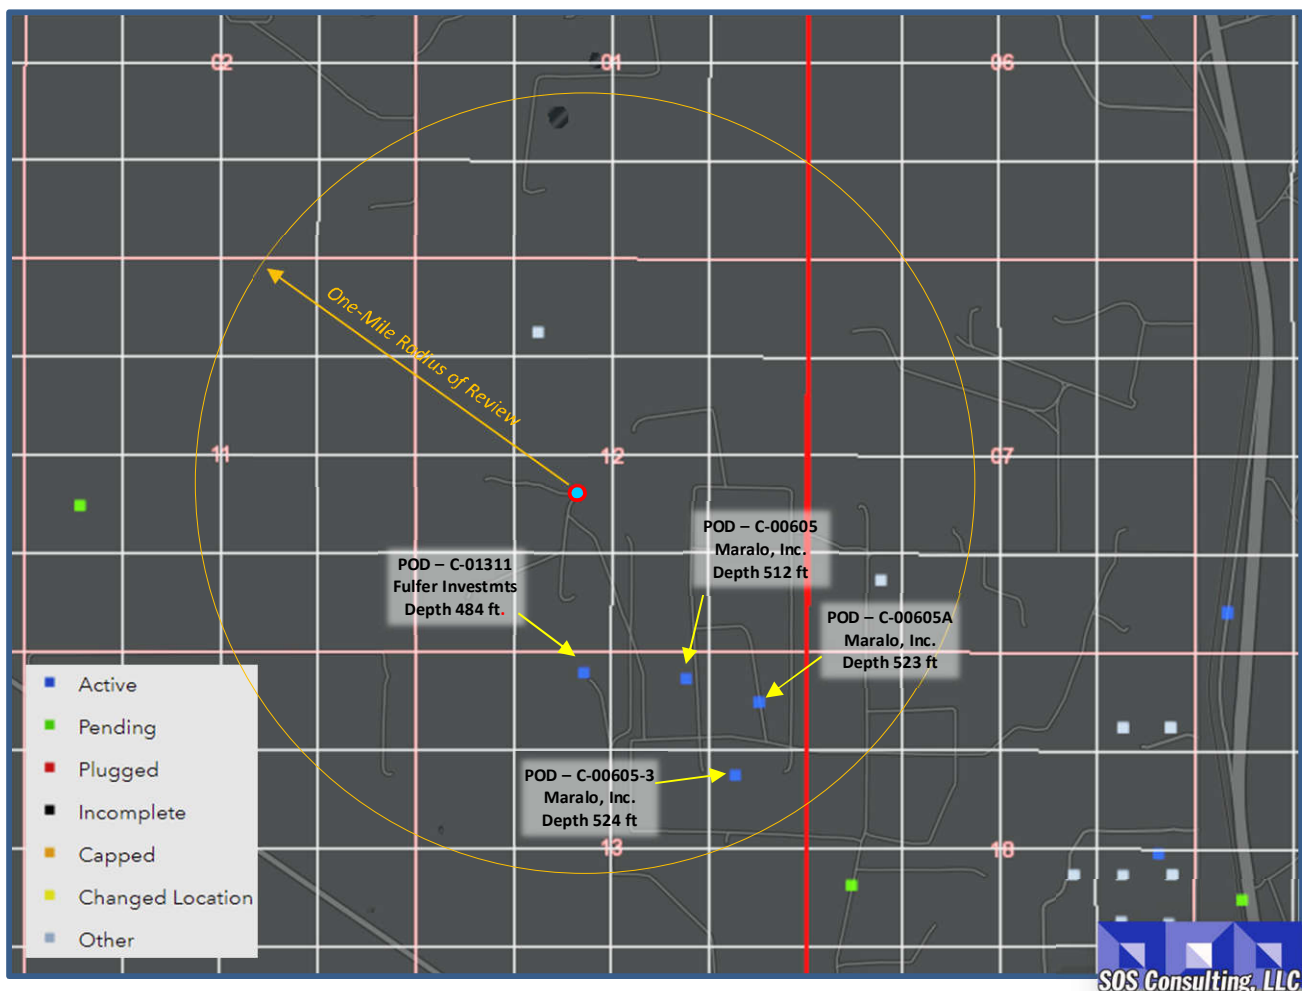 02
01
06
One-Mile Radius of Review
11
12
07
POD – C-00605
Maralo, Inc.
Depth 512 ft
POD – C-01311
Fulfer Investmts
Depth 484 ft.
POD – C-00605A
Maralo, Inc.
Depth 523 ft
POD – C-00605-3
Maralo, Inc.
Depth 524 ft
13
18
Active
Pending
Plugged
Incomplete
Capped
Changed Location
Other
SOS Consulting, LLC